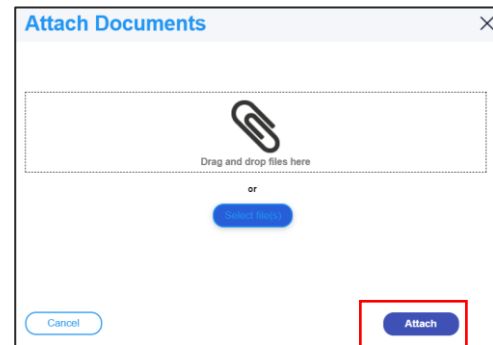 Attach Documents
Drag and drop files here
or
Select file(s)
Cancel
Attach